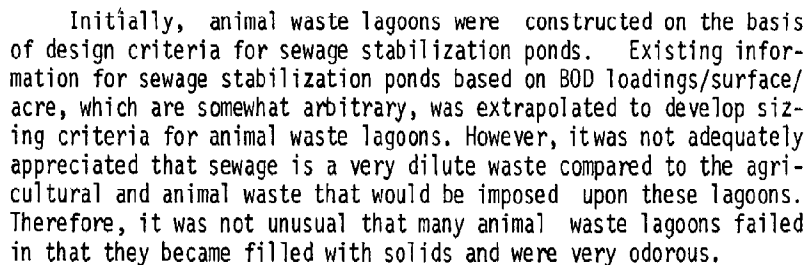 Initially, animal waste lagoons were constructed on the basis
of design criteria for sewage stabilization ponds. Existing infor-
mation for sewage stabilization ponds based on BOD loadings/surface/
acre, which are somewhat arbitrary, was extrapolated to develop siz-
ing criteria for animal waste lagoons. However, itwas not adequately
appreciated that sewage is a very dilute waste compared to the agri-
cultural and animal waste that would be imposed upon these lagoons.
Therefore, it was not unusual that many animal waste lagoons failed
in that they became filled with solids and were very odorous.